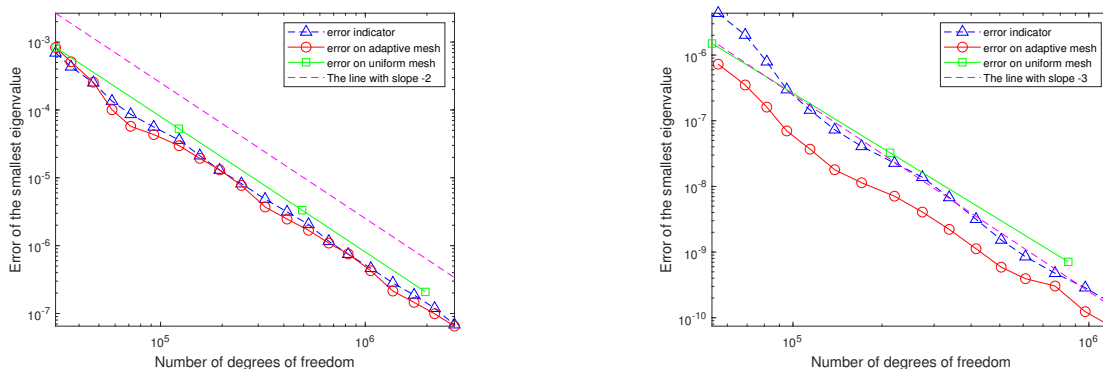 error indicator
error on adaptive mesh
error on uniform mesh
The line with slope -2
10^-3
10^-4
10^-5
10^-6
10^-7
10^5
10^6
Error of the smallest eigenvalue
Number of degrees of freedom
error indicator
error on adaptive mesh
error on uniform mesh
The line with slope -3
10^-6
10^-7
10^-8
10^-9
10^-10
10^5
10^6
Error of the smallest eigenvalue
Number of degrees of freedom